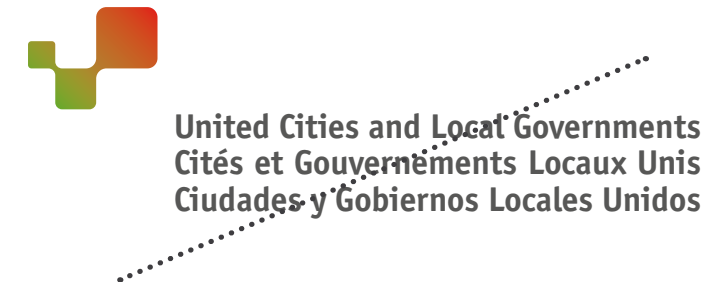 United Cities and Local Governments
Cités et Gouvernements Locaux Unis
Ciudades y Gobiernos Locales Unidos